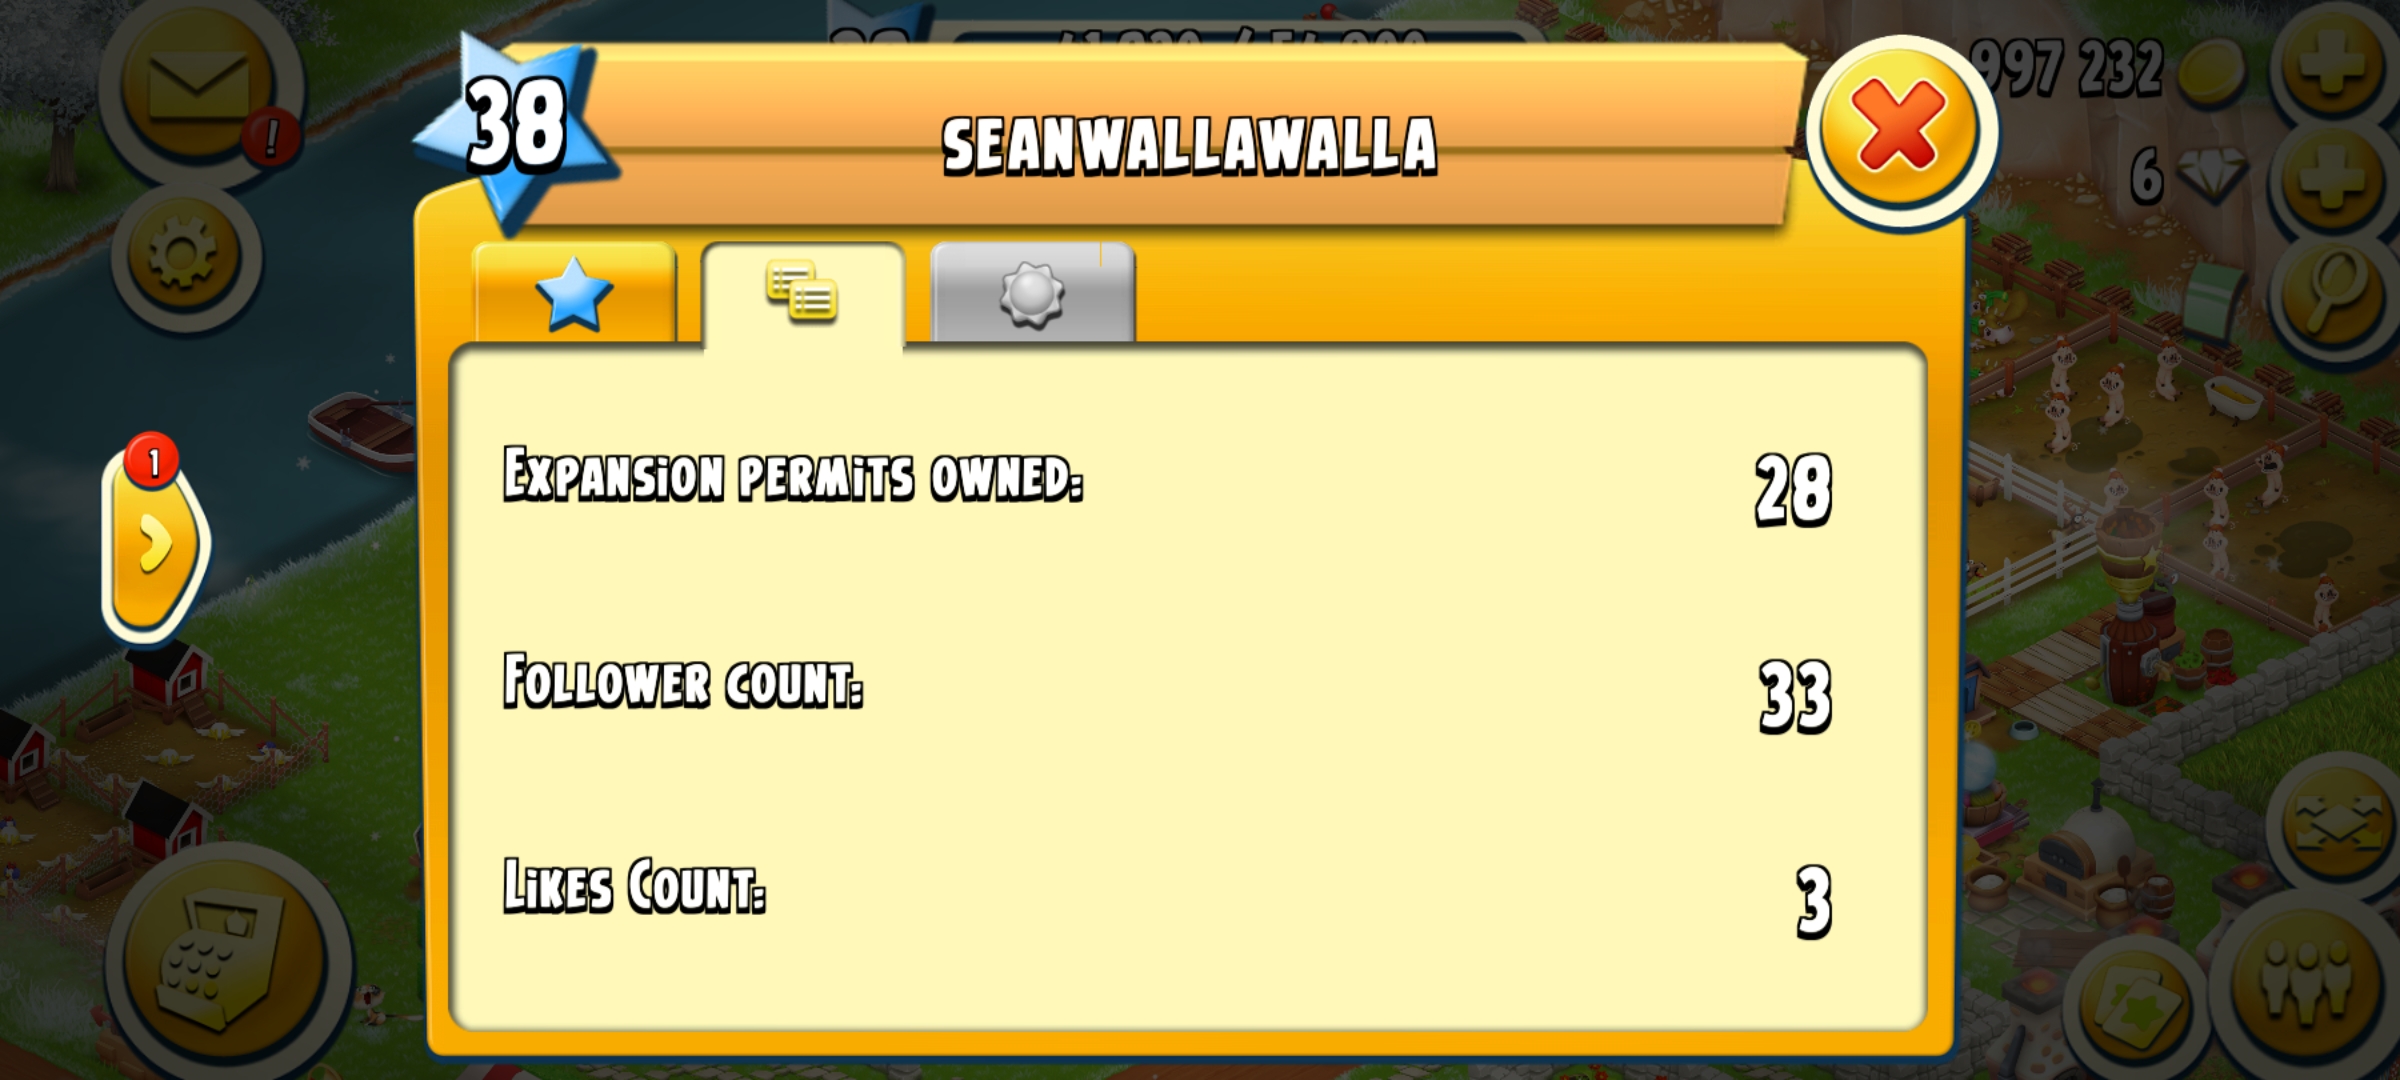 38
SEANWALLAWALLA
997 232
6
!
1
EXPANSION PERMITS OWNED:
28
FOLLOWER COUNT:
33
LIKES COUNT:
3